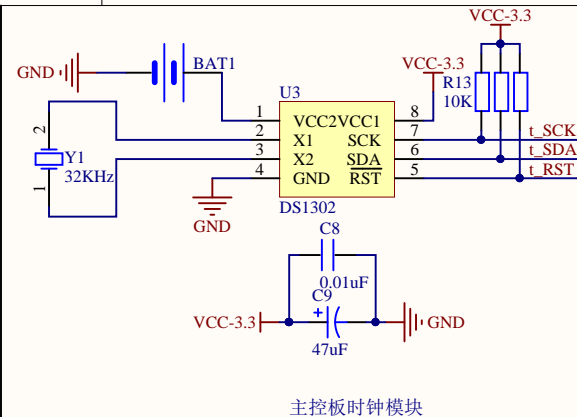 VCC-3.3
GND
BAT1
VCC-3.3
R13
10K
U3
1
VCC2VCC1
8
2
X1
SCK
7
t_SCK
3
X2
SDA
6
t_SDA
4
GND
RST
5
t_RST
2
Y1
32KHz
1
DS1302
GND
C8
0.01uF
C9
+
VCC-3.3
GND
47uF
主控板时钟模块